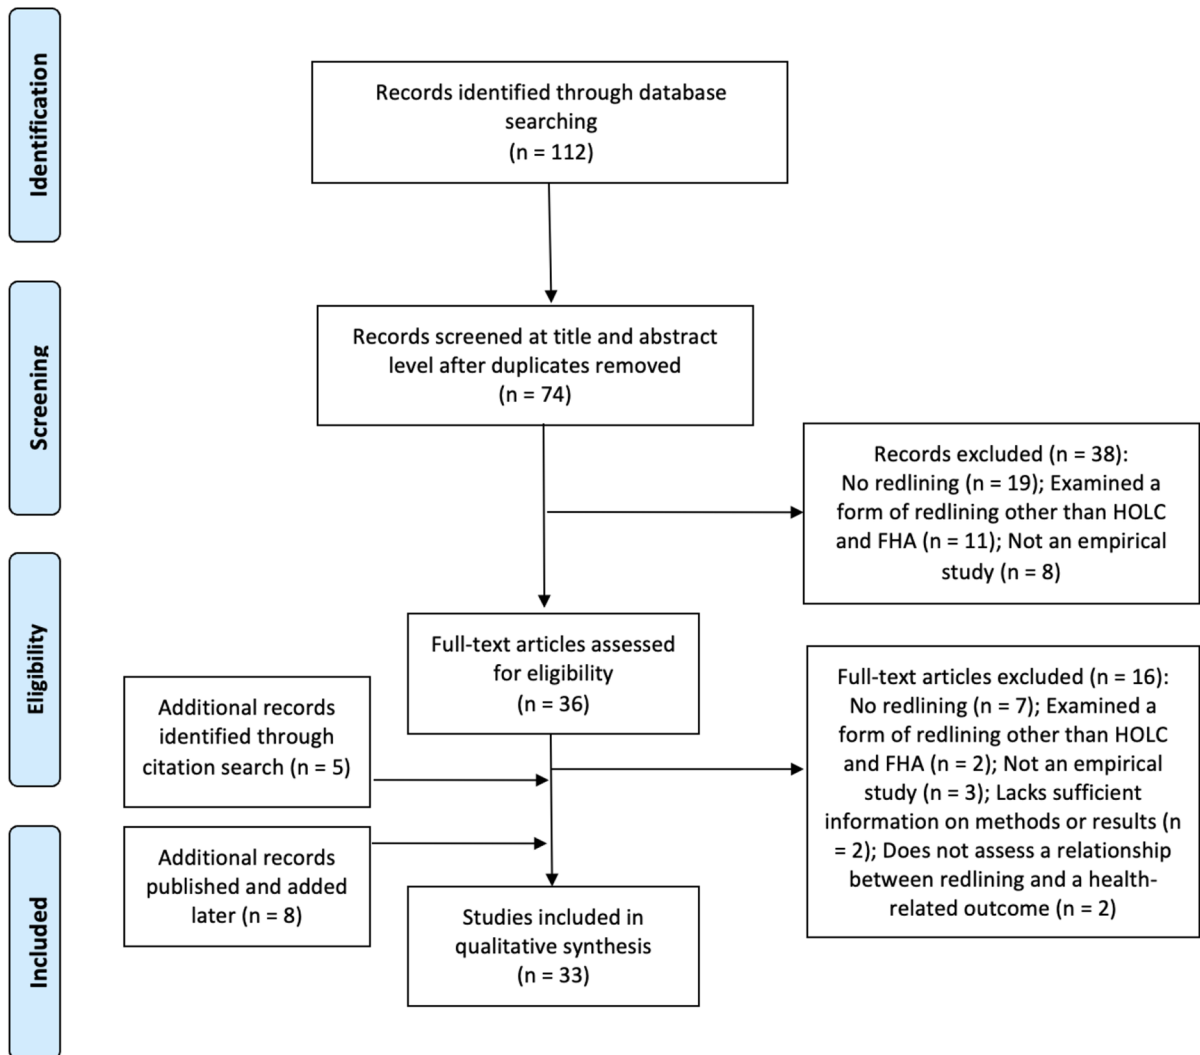 Identification
Records identified through database
searching
(n = 112)
Screening
Records screened at title and abstract
level after duplicates removed
(n = 74)
Records excluded (n = 38):
No redlining (n = 19); Examined a
form of redlining other than HOLC
and FHA (n = 11); Not an empirical
study (n = 8)
Eligibility
Full-text articles assessed
for eligibility
(n = 36)
Additional records
identified through
citation search (n = 5)
Full-text articles excluded (n = 16):
No redlining (n = 7); Examined a
form of redlining other than HOLC
and FHA (n = 2); Not an empirical
study (n = 3); Lacks sufficient
information on methods or results (n
= 2); Does not assess a relationship
between redlining and a health-
related outcome (n = 2)
Included
Additional records
published and added
later (n = 8)
Studies included in
qualitative synthesis
(n = 33)